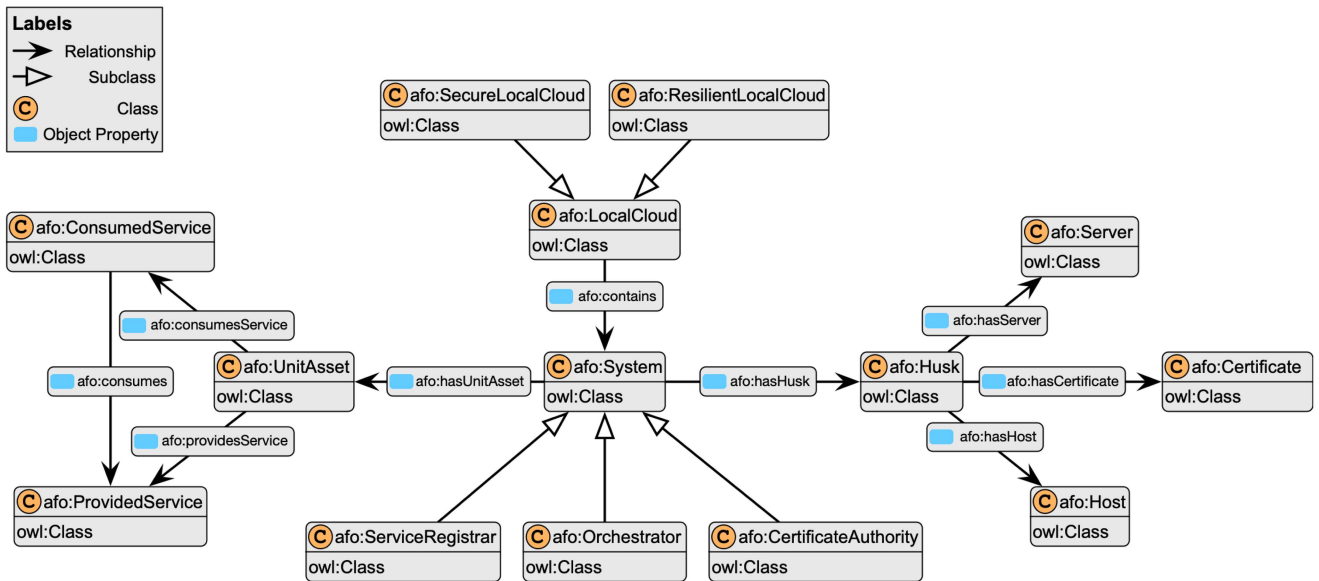 Labels
Relationship
Subclass
C Class
Object Property
C afo:SecureLocalCloud
owl:Class
C afo:ResilientLocalCloud
owl:Class
C afo:ConsumedService
owl:Class
C afo:LocalCloud
owl:Class
C afo:Server
owl:Class
afo:contains
afo:consumesService
afo:hasServer
C afo:UnitAsset
owl:Class
C afo:System
owl:Class
C afo:Husk
owl:Class
C afo:Certificate
owl:Class
afo:consumes
afo:hasUnitAsset
afo:hasHusk
afo:hasCertificate
afo:providesService
afo:hasHost
C afo:ProvidedService
owl:Class
C afo:Host
owl:Class
C afo:ServiceRegistrar
owl:Class
C afo:Orchestrator
owl:Class
C afo:CertificateAuthority
owl:Class